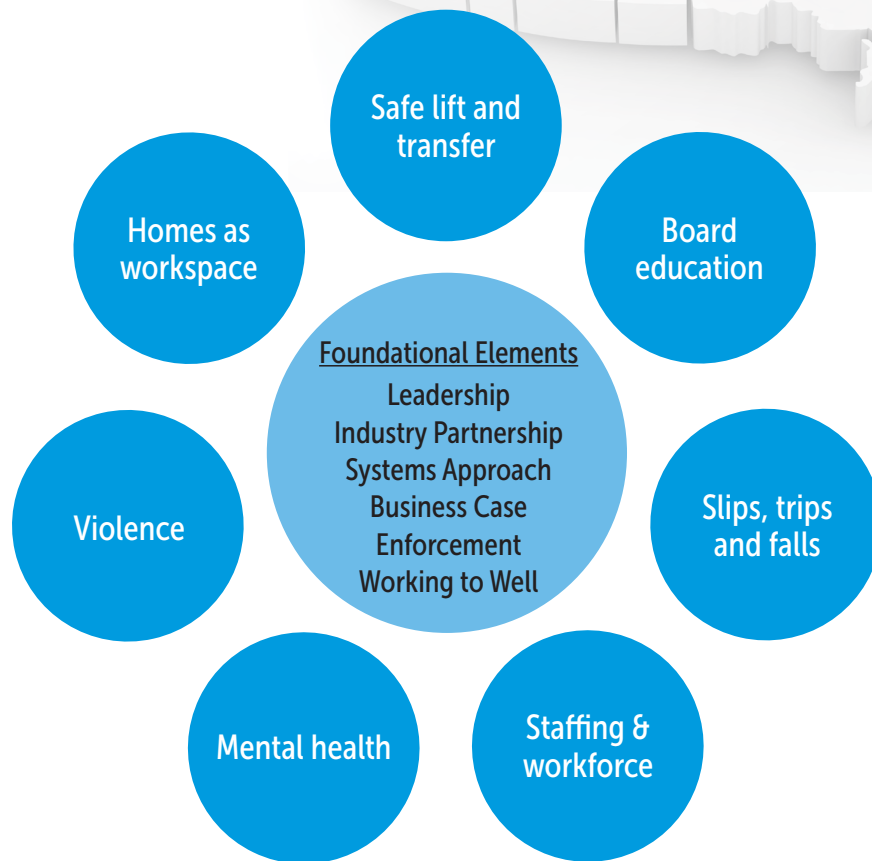 Safe lift and
transfer
Homes as
workspace
Board
education
Foundational Elements
Leadership
Industry Partnership
Systems Approach
Business Case
Enforcement
Working to Well
Violence
Slips, trips
and falls
Mental health
Staffing &
workforce